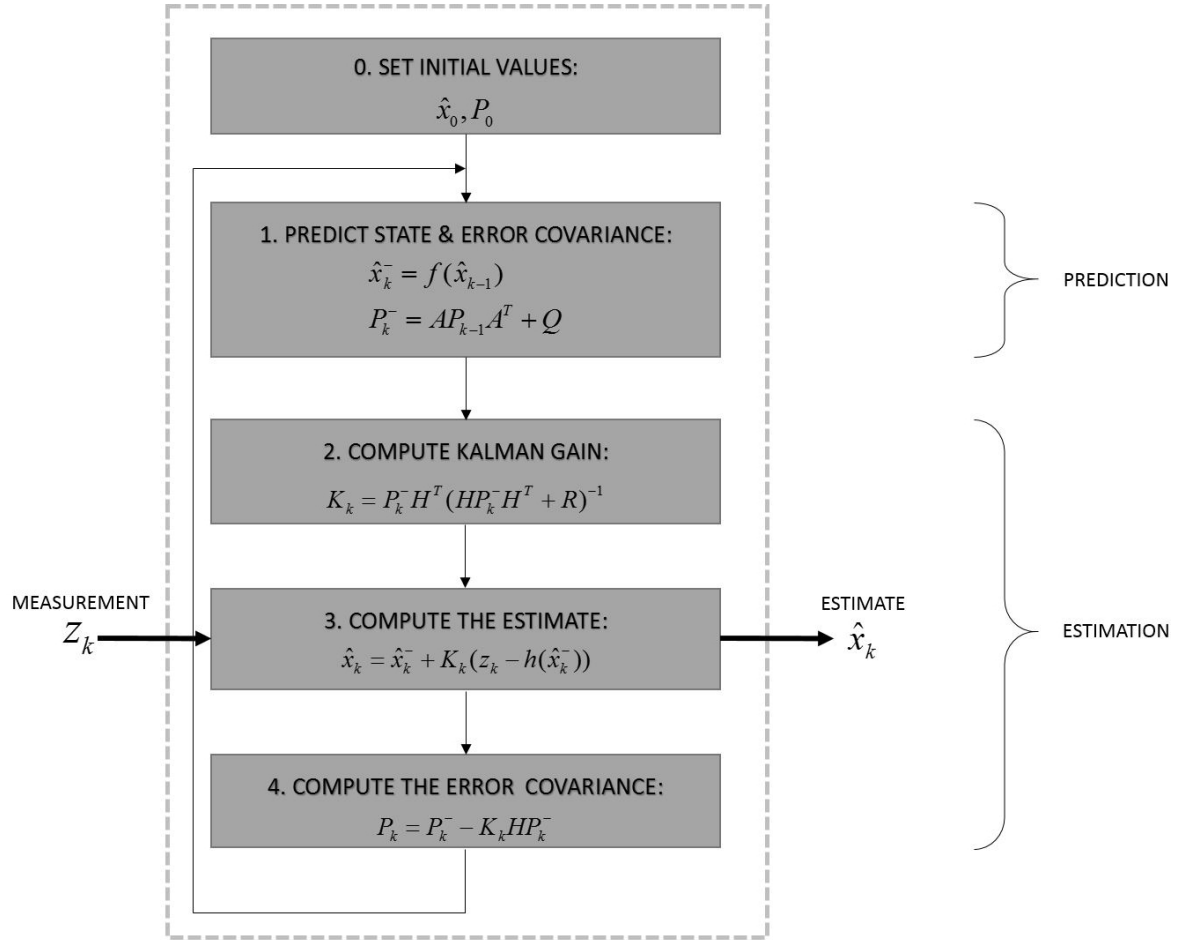 0. SET INITIAL VALUES:
x̂₀, P₀
1. PREDICT STATE & ERROR COVARIANCE:
x̂ₖ⁻ = f(x̂ₖ₋₁)
Pₖ⁻ = APₖ₋₁Aᵀ + Q
PREDICTION
2. COMPUTE KALMAN GAIN:
Kₖ = Pₖ⁻Hᵀ(HPₖ⁻Hᵀ + R)⁻¹
MEASUREMENT
zₖ
3. COMPUTE THE ESTIMATE:
x̂ₖ = x̂ₖ⁻ + Kₖ(zₖ − h(x̂ₖ⁻))
ESTIMATE
x̂ₖ
ESTIMATION
4. COMPUTE THE ERROR COVARIANCE:
Pₖ = Pₖ⁻ − KₖHPₖ⁻